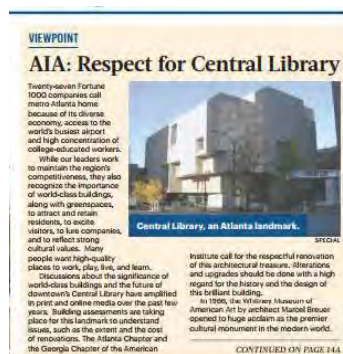 VIEWPOINT
AIA: Respect for Central Library
Twenty-seven Fortune
1000 companies call
metro Atlanta home
because of its diverse
economy, access to the
world's busiest airport
and high concentration of
college-educated workers.
While our leaders work
to maintain the region's
competitiveness, they also
recognize the importance
of world-class buildings,
along with greenspaces,
to attract and retain
residents, to excite
visitors, to lure companies,
and to reflect strong
cultural values. Many
people want high-quality
places to work, play, live, and learn.
Discussions about the significance of
world-class buildings and the future of
downtown's Central Library have amplified
in print and online media over the past few
years. Building assessments are taking
place for this landmark to understand
issues, such as the extent and the cost
of renovations. The Atlanta Chapter and
the Georgia Chapter of the American
Central Library, an Atlanta landmark.
SPECIAL
Institute call for the respectful renovation
of this architectural treasure. Alterations
and upgrades should be done with a high
regard for the history and the design of
this brilliant building.
In 1966, the Whitney Museum of
American Art by architect Marcel Breuer
opened to huge acclaim as the premier
cultural monument in the modern world.
CONTINUED ON PAGE 14A